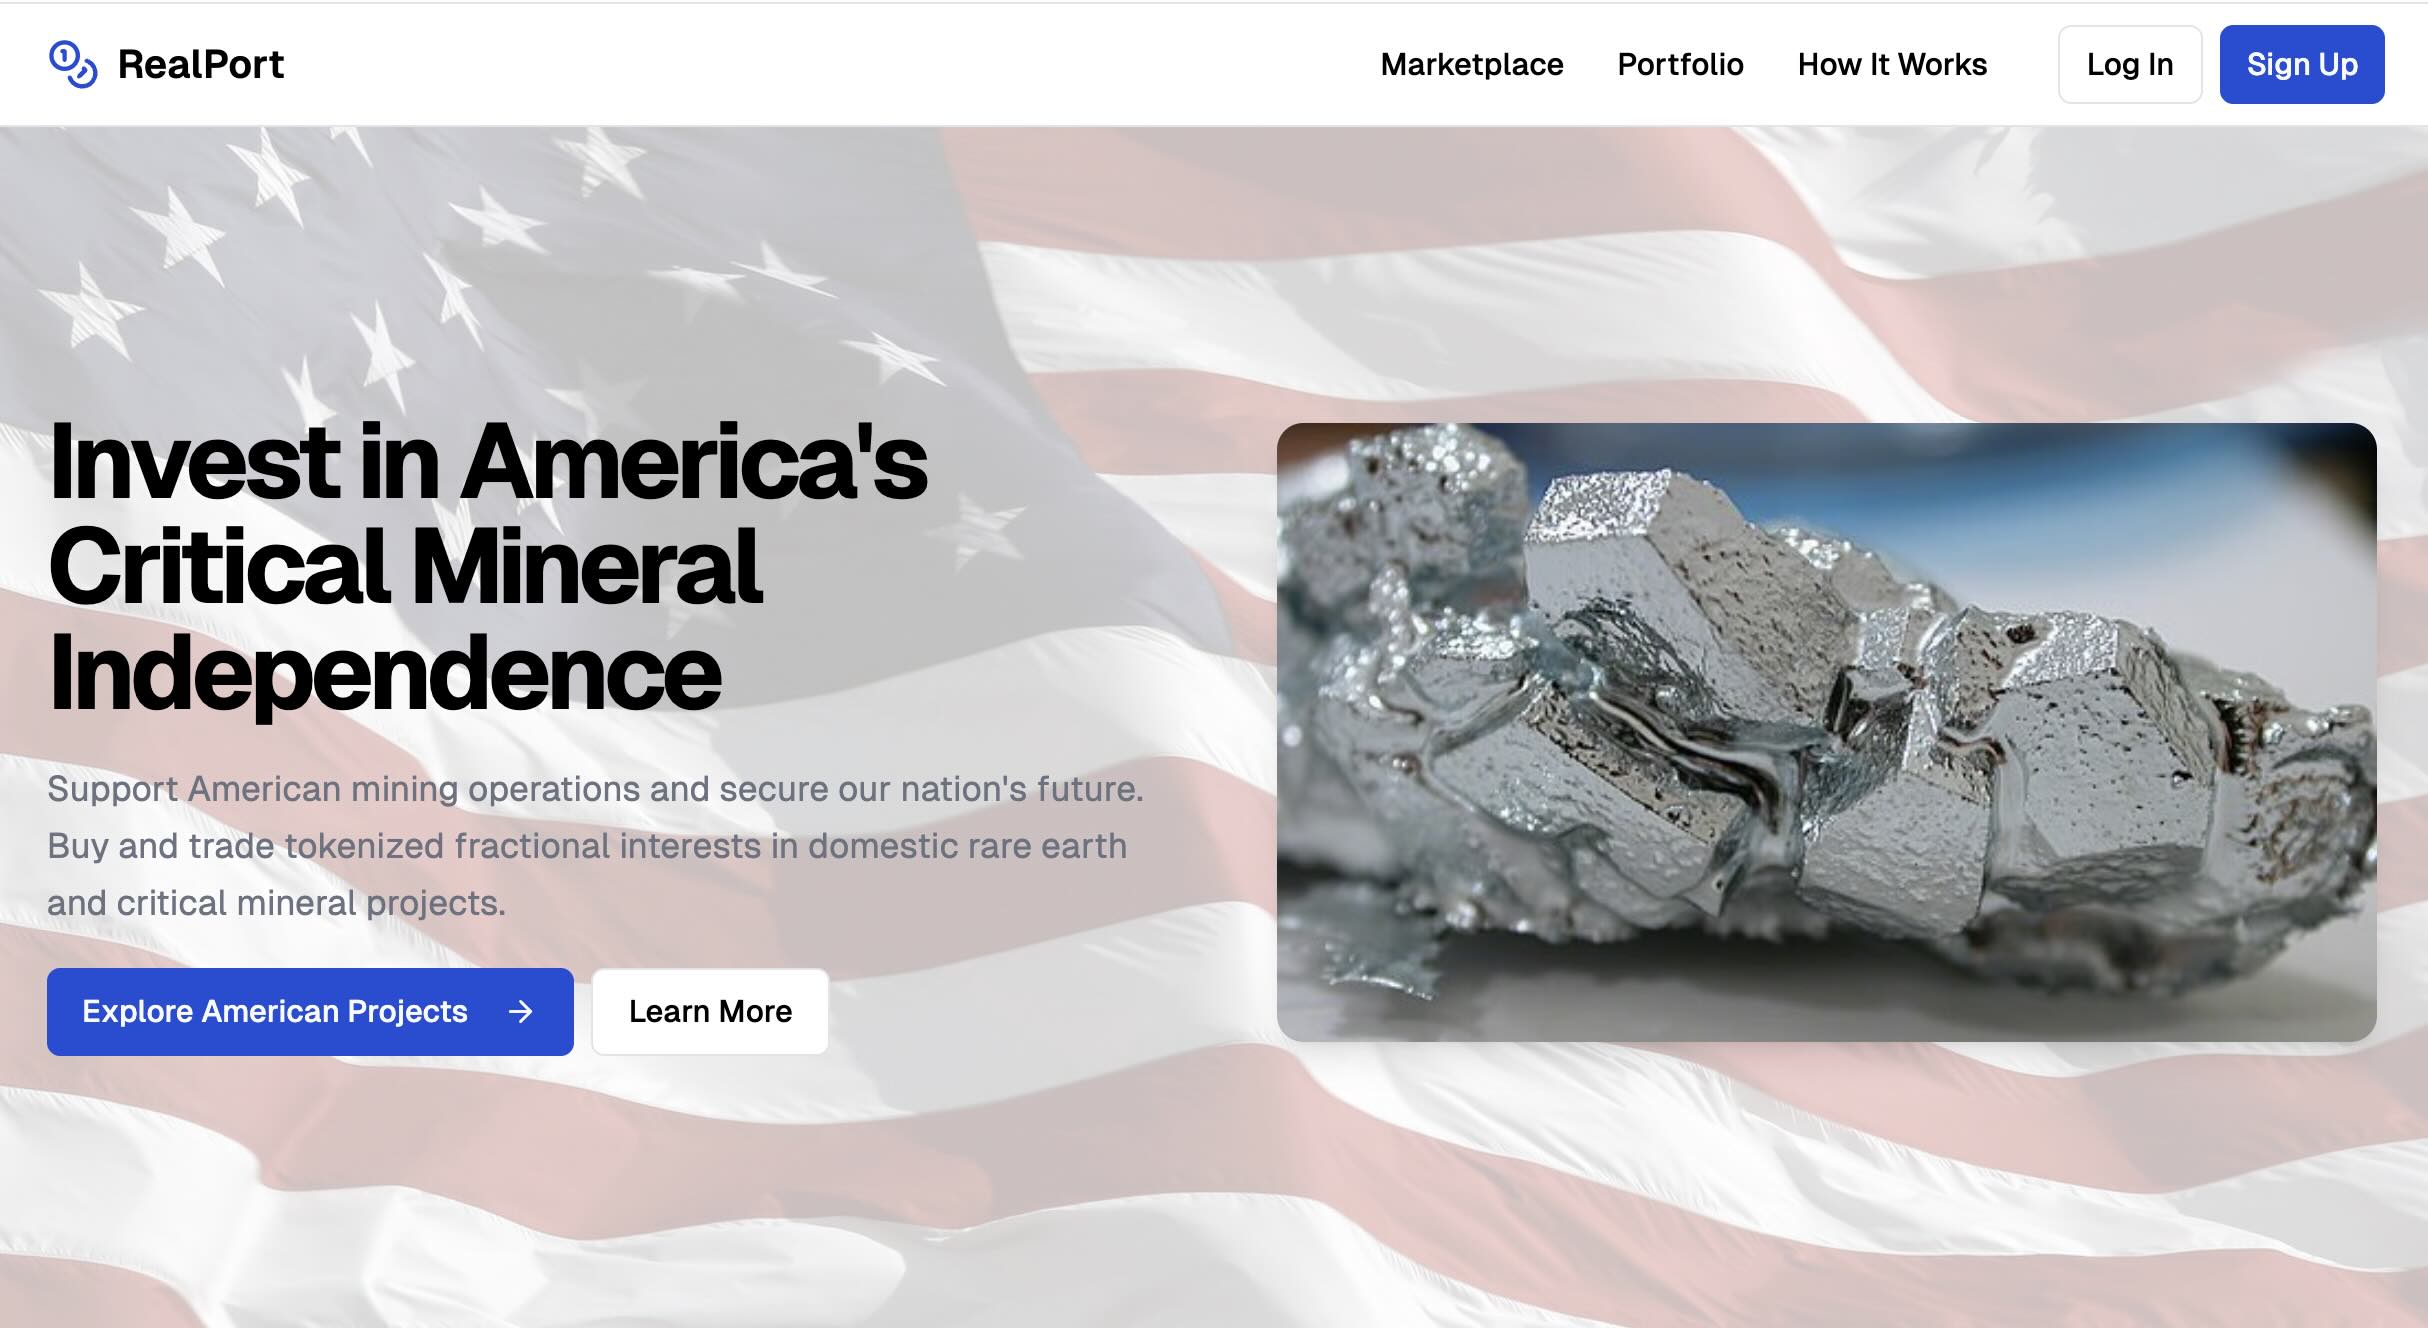 RealPort
Marketplace
Portfolio
How It Works
Log In
Sign Up
Invest in America's
Critical Mineral
Independence
Support American mining operations and secure our nation's future.
Buy and trade tokenized fractional interests in domestic rare earth
and critical mineral projects.
Explore American Projects →
Learn More